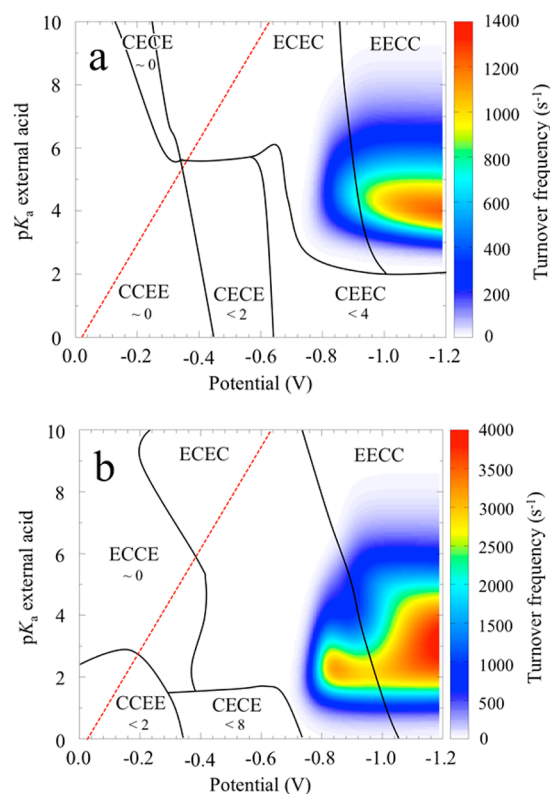 a
CECE
~ 0
ECEC
EECC
CCEE
~ 0
CECE
< 2
CEEC
< 4
10
8
6
4
2
0
pKa external acid
0.0 -0.2 -0.4 -0.6 -0.8 -1.0 -1.2
Potential (V)
1400
1200
1000
800
600
400
200
0
Turnover frequency (s-1)
b
ECEC
EECC
ECCE
~ 0
CCEE
< 2
CECE
< 8
10
8
6
4
2
0
pKa external acid
0.0 -0.2 -0.4 -0.6 -0.8 -1.0 -1.2
Potential (V)
4000
3500
3000
2500
2000
1500
1000
500
0
Turnover frequency (s-1)